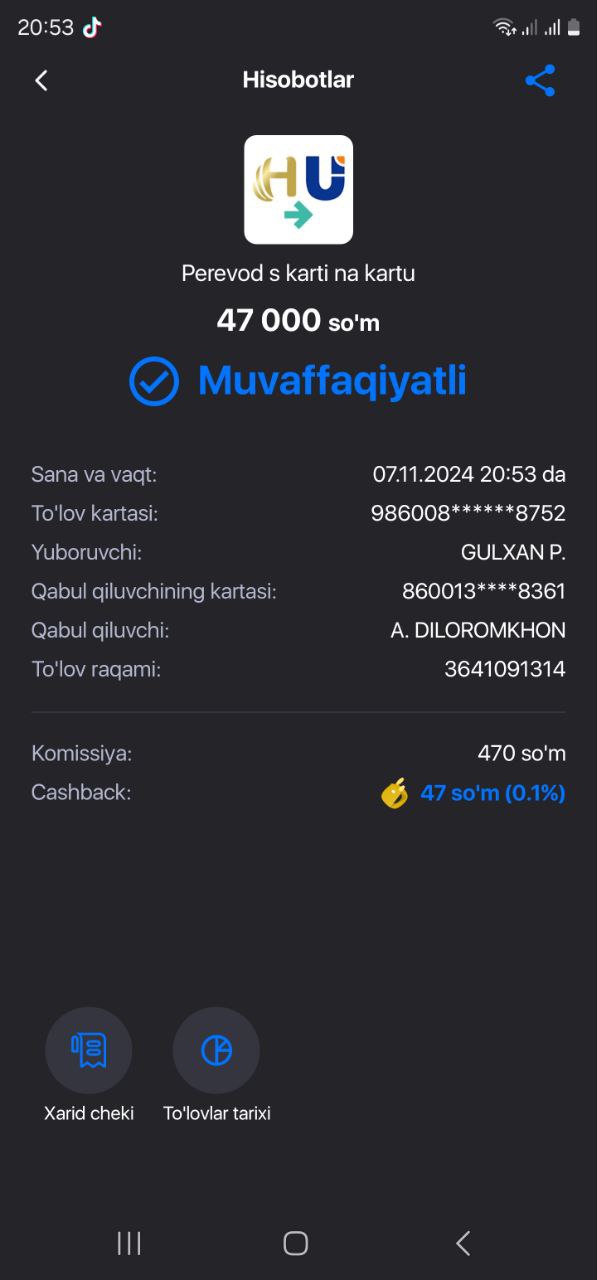 20:53
Hisobotlar
HU
Perevod s karti na kartu
47 000 so'm
Muvaffaqiyatli
Sana va vaqt: 07.11.2024 20:53 da
To'lov kartasi: 986008******8752
Yuboruvchi: GULXAN P.
Qabul qiluvchining kartasi: 860013****8361
Qabul qiluvchi: A. DILOROMKHON
To'lov raqami: 3641091314
Komissiya: 470 so'm
Cashback: 47 so'm (0.1%)
Xarid cheki To'lovlar tarixi